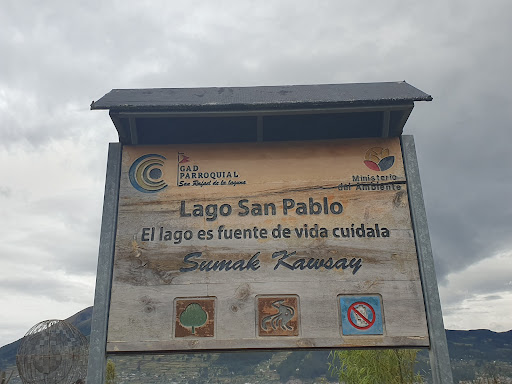 GAD
PARROQUIAL
San Rafael de la laguna
Ministerio
del Ambiente
Lago San Pablo
El lago es fuente de vida cuídala
Sumak Kawsay